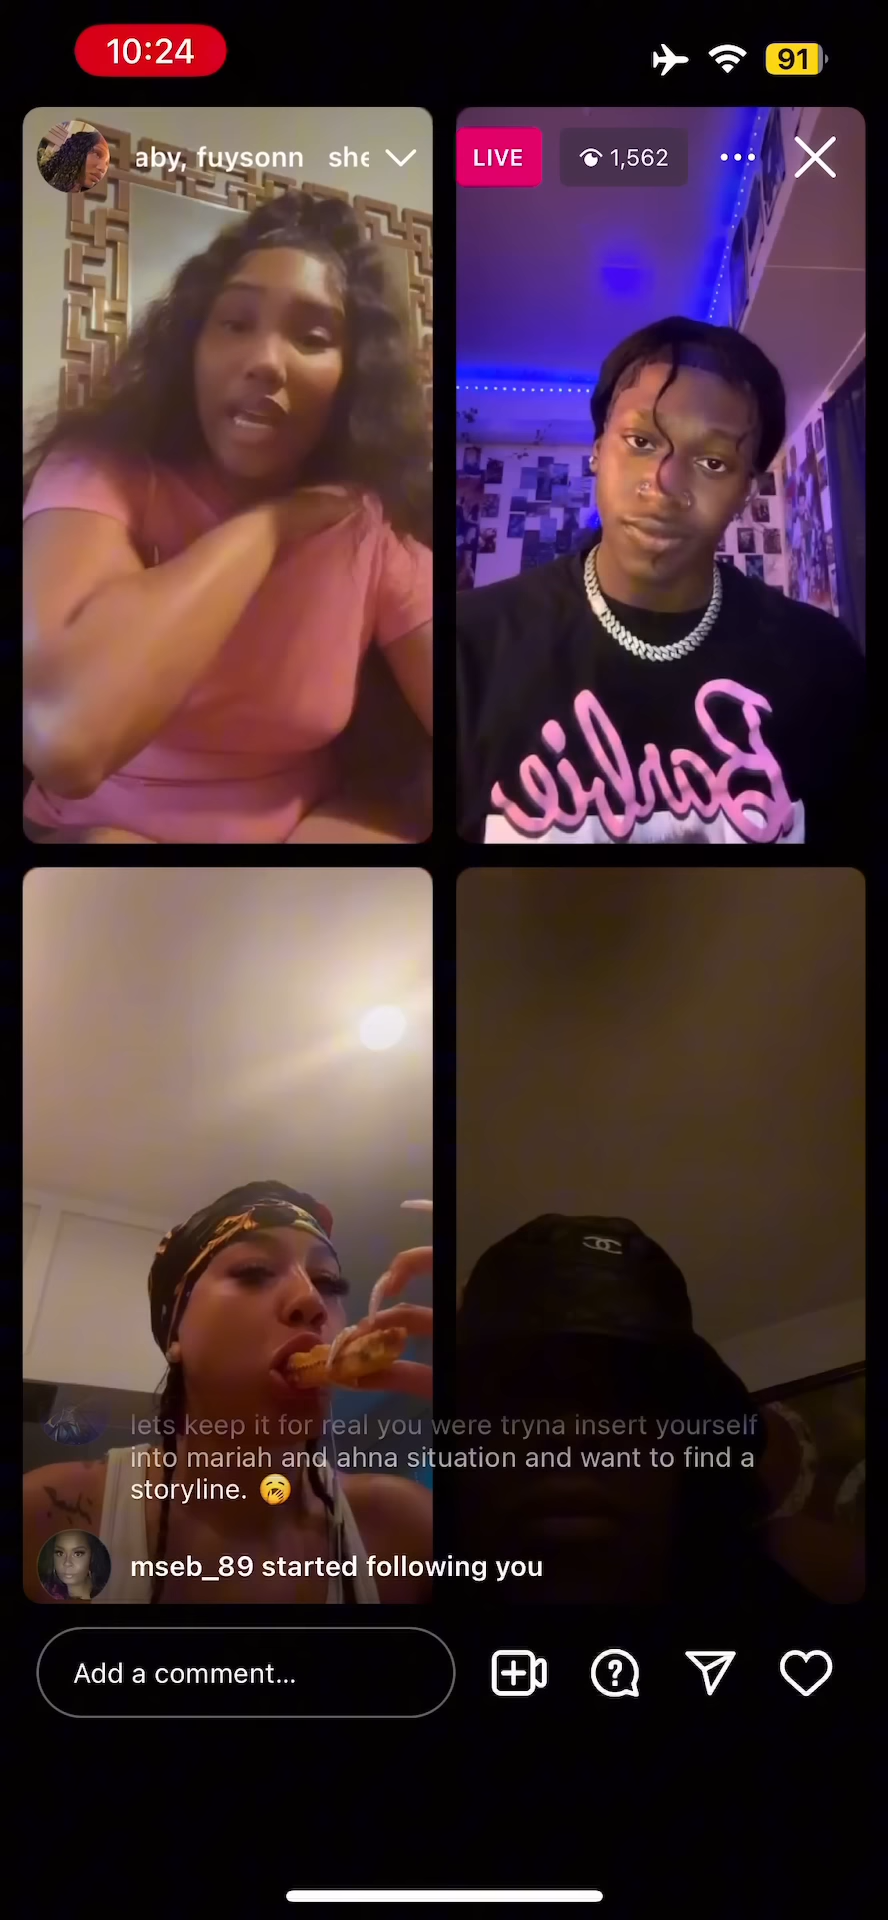 10:24
91
aby, fuysonn she
LIVE
1,562
Barbie
lets keep it for real you were tryna insert yourself
into mariah and ahna situation and want to find a
storyline. 🥱
mseb_89 started following you
Add a comment...